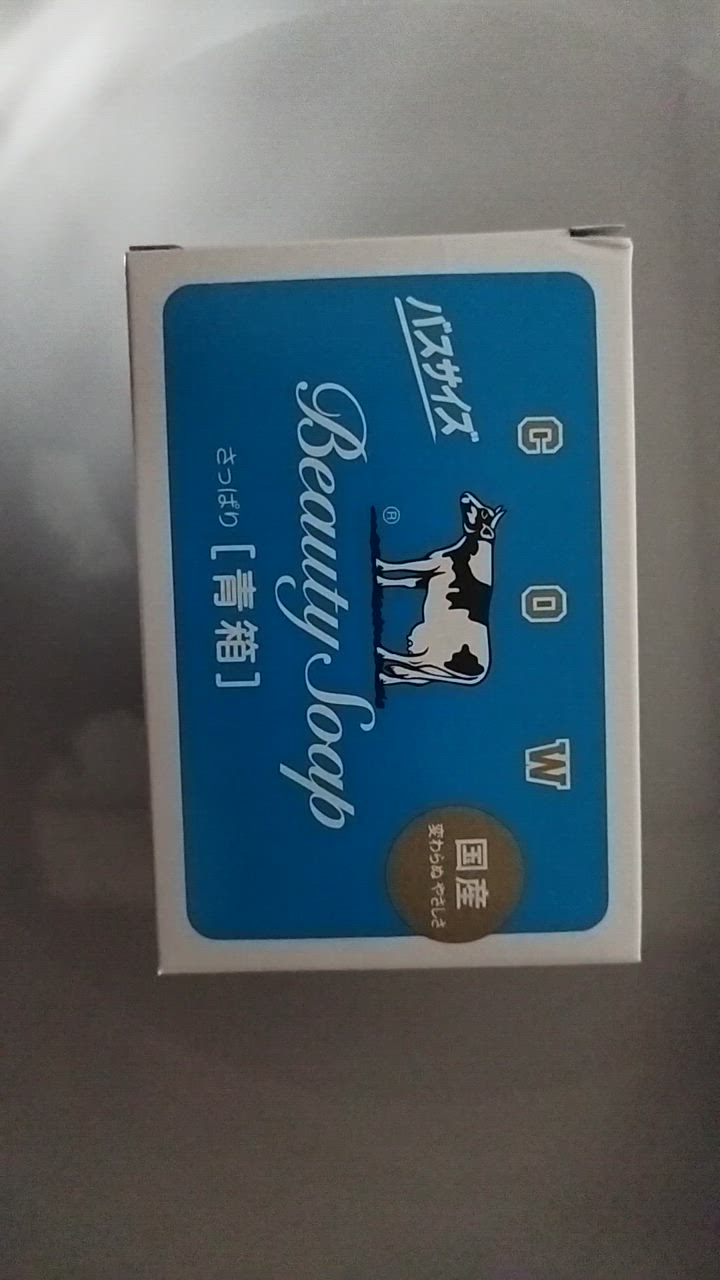 COW
バスサイズ
®
Beauty Soap
さっぱり [青箱]
国産
変わらぬ やさしさ